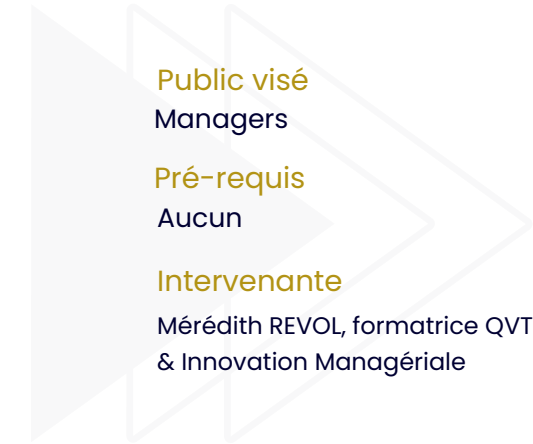 Public visé
Managers
Pré-requis
Aucun
Intervenante
Mérédith REVOL, formatrice QVT
& Innovation Managériale